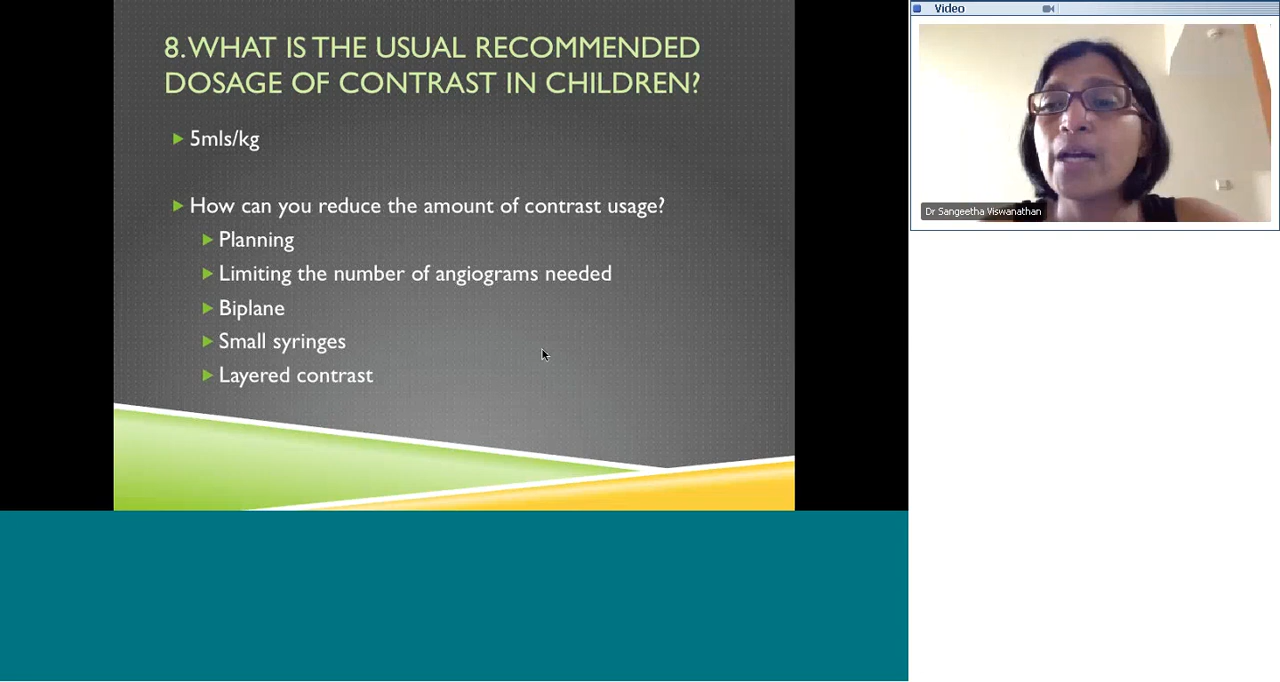 8. WHAT IS THE USUAL RECOMMENDED
DOSAGE OF CONTRAST IN CHILDREN?
5mls/kg
How can you reduce the amount of contrast usage?
Planning
Limiting the number of angiograms needed
Biplane
Small syringes
Layered contrast
Video
Dr Sangeetha Viswanathan